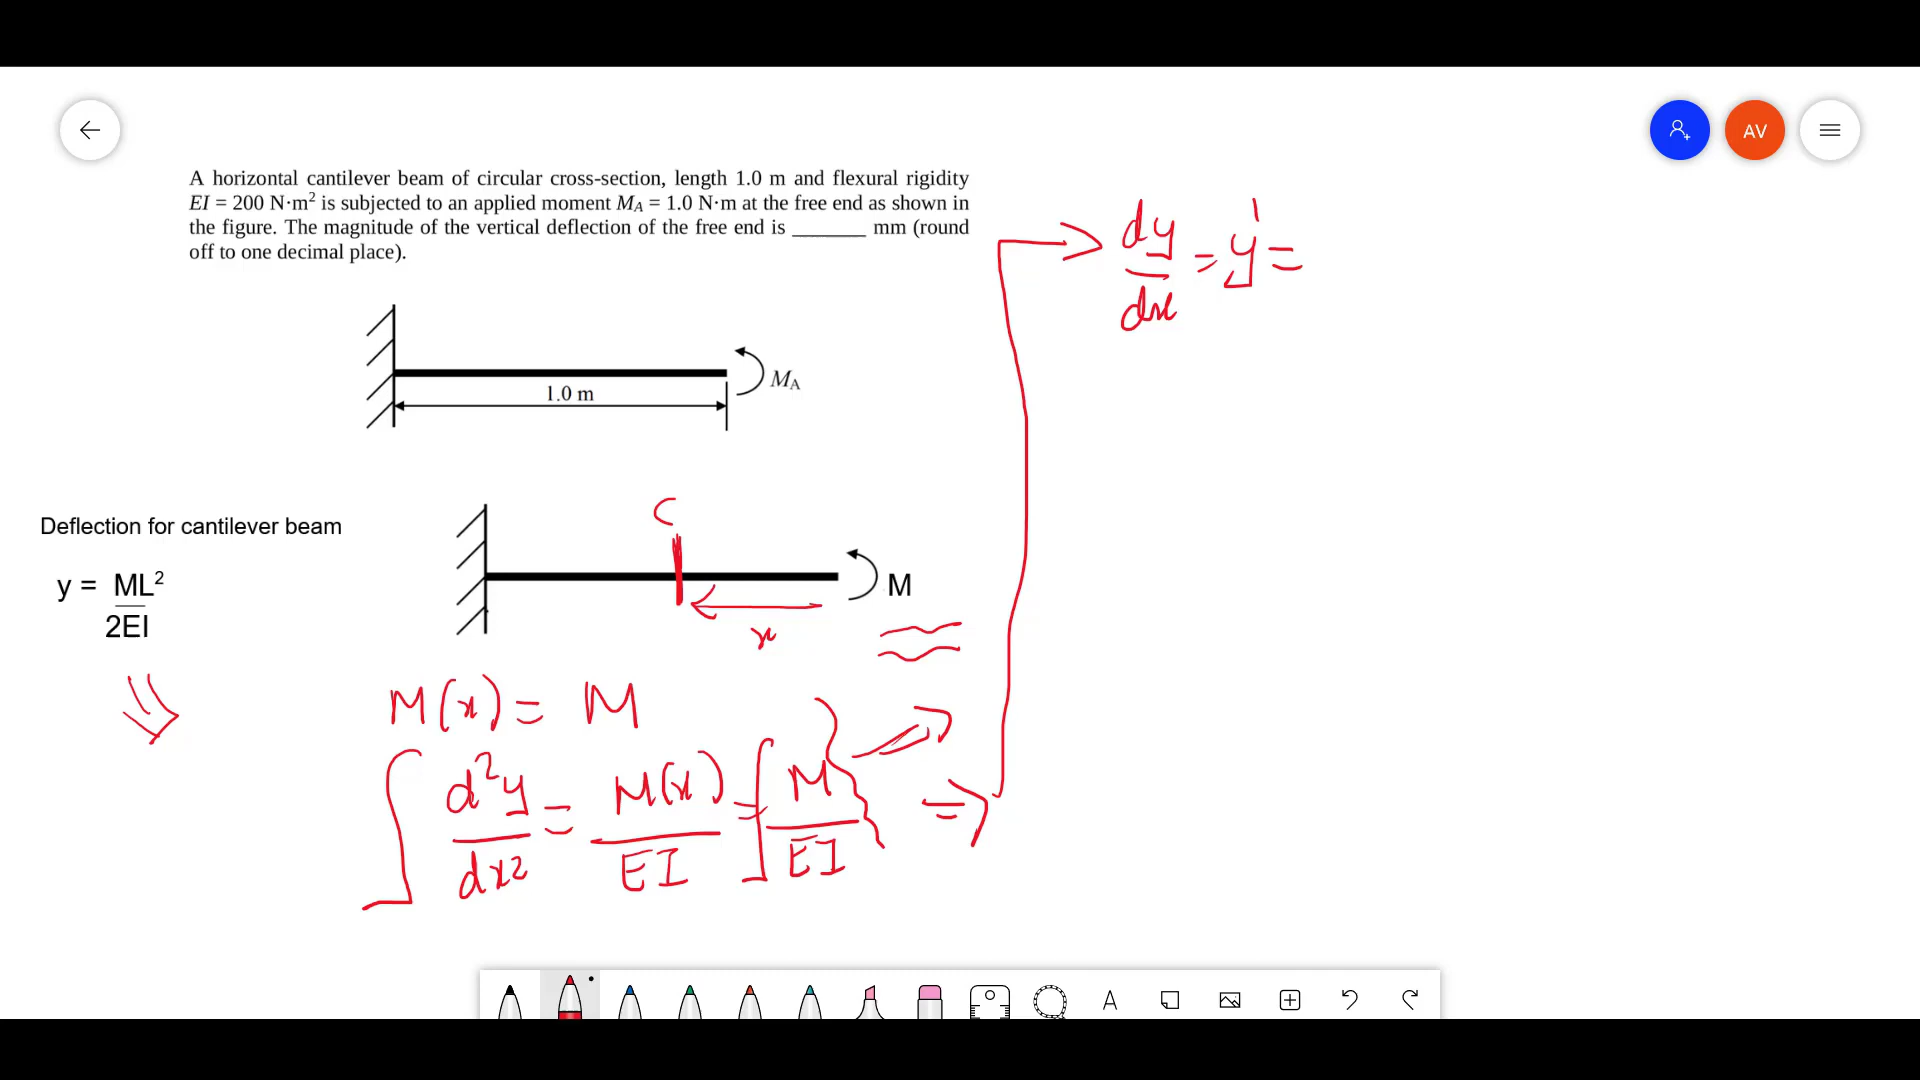 AV
A horizontal cantilever beam of circular cross-section, length 1.0 m and flexural rigidity
EI = 200 N·m² is subjected to an applied moment M_A = 1.0 N·m at the free end as shown in
the figure. The magnitude of the vertical deflection of the free end is _______ mm (round
off to one decimal place).
dy/dx = y' =
M_A
1.0 m
C
Deflection for cantilever beam
y = ML²/2EI
M
x
M(x) = M
∫ d²y/dx² = M(x)/EI = ∫ M/EI ⇒
A